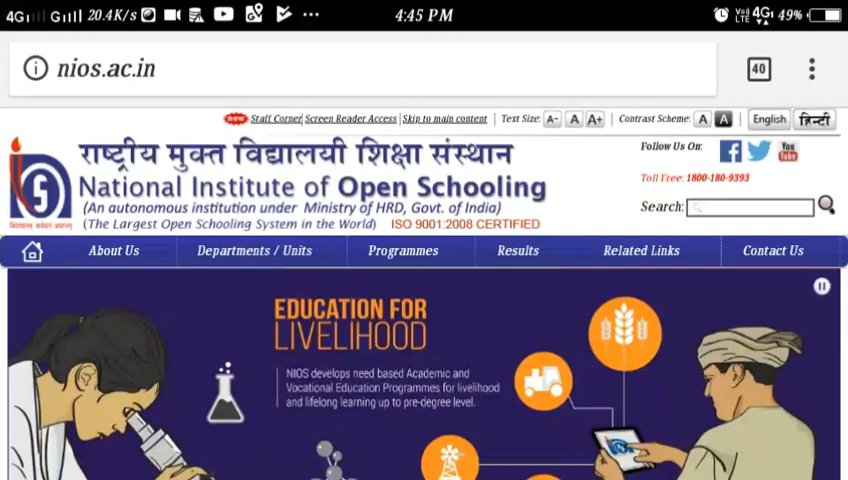 4G 20.4K/s 4:45 PM VoLTE 4G 49%
nios.ac.in 40
new Staff Corner Screen Reader Access Skip to main content Text Size: A- A A+ Contrast Scheme: A A English हिन्दी
राष्ट्रीय मुक्त विद्यालयी शिक्षा संस्थान
National Institute of Open Schooling
(An autonomous institution under Ministry of HRD, Govt. of India)
(The Largest Open Schooling System in the World) ISO 9001:2008 CERTIFIED
Follow Us On: You Tube
Toll Free: 1800-180-9393
Search:
About Us Departments / Units Programmes Results Related Links Contact Us
EDUCATION FOR
LIVELIHOOD
NIOS develops need based Academic and
Vocational Education Programmes for livelihood
and lifelong learning up to pre-degree level.